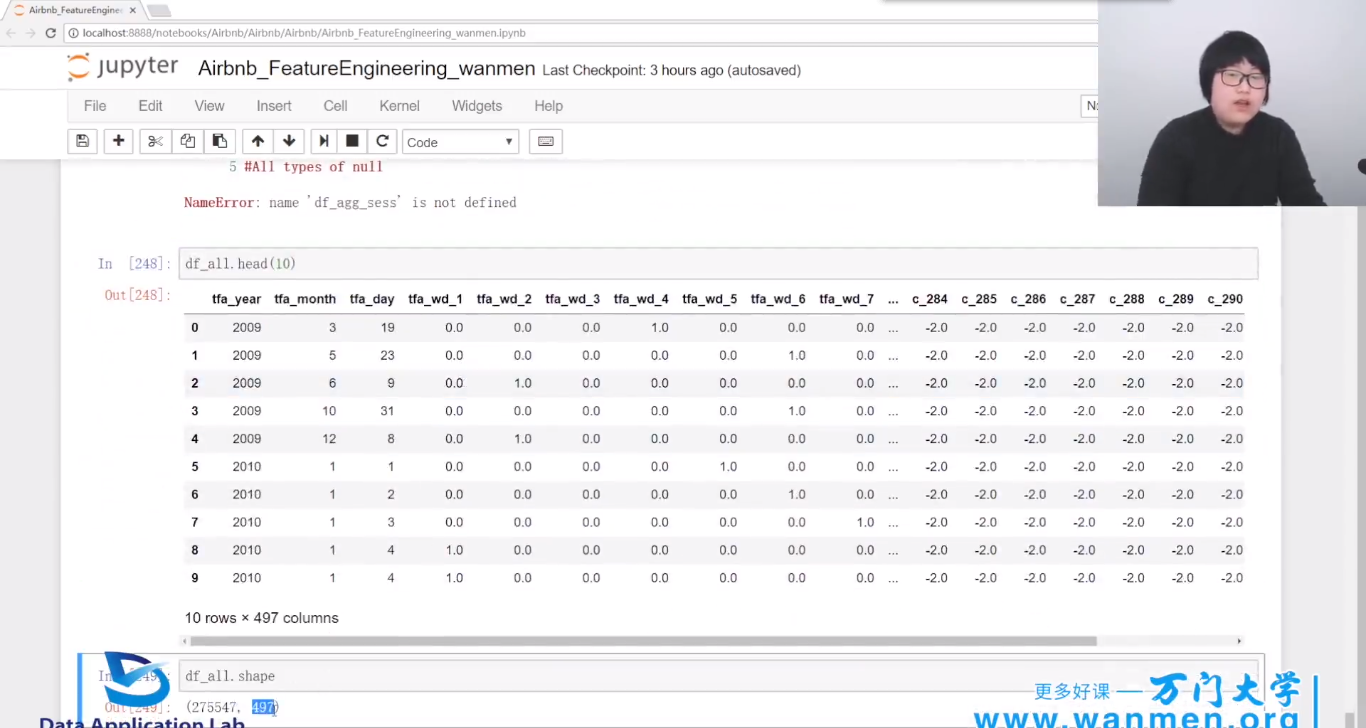 Airbnb_FeatureEngineer ×
localhost:8888/notebooks/Airbnb/Airbnb/Airbnb/Airbnb_FeatureEngineering_wanmen.ipynb
jupyter Airbnb_FeatureEngineering_wanmen Last Checkpoint: 3 hours ago (autosaved)
File Edit View Insert Cell Kernel Widgets Help
Code
5 #All types of null
NameError: name 'df_agg_sess' is not defined
In [248]: df_all.head(10)
Out[248]:
tfa_year tfa_month tfa_day tfa_wd_1 tfa_wd_2 tfa_wd_3 tfa_wd_4 tfa_wd_5 tfa_wd_6 tfa_wd_7 ... c_284 c_285 c_286 c_287 c_288 c_289 c_290
0 2009 3 19 0.0 0.0 0.0 1.0 0.0 0.0 0.0 ... -2.0 -2.0 -2.0 -2.0 -2.0 -2.0 -2.0
1 2009 5 23 0.0 0.0 0.0 0.0 0.0 1.0 0.0 ... -2.0 -2.0 -2.0 -2.0 -2.0 -2.0 -2.0
2 2009 6 9 0.0 1.0 0.0 0.0 0.0 0.0 0.0 ... -2.0 -2.0 -2.0 -2.0 -2.0 -2.0 -2.0
3 2009 10 31 0.0 0.0 0.0 0.0 0.0 1.0 0.0 ... -2.0 -2.0 -2.0 -2.0 -2.0 -2.0 -2.0
4 2009 12 8 0.0 1.0 0.0 0.0 0.0 0.0 0.0 ... -2.0 -2.0 -2.0 -2.0 -2.0 -2.0 -2.0
5 2010 1 1 0.0 0.0 0.0 0.0 1.0 0.0 0.0 ... -2.0 -2.0 -2.0 -2.0 -2.0 -2.0 -2.0
6 2010 1 2 0.0 0.0 0.0 0.0 0.0 1.0 0.0 ... -2.0 -2.0 -2.0 -2.0 -2.0 -2.0 -2.0
7 2010 1 3 0.0 0.0 0.0 0.0 0.0 0.0 1.0 ... -2.0 -2.0 -2.0 -2.0 -2.0 -2.0 -2.0
8 2010 1 4 1.0 0.0 0.0 0.0 0.0 0.0 0.0 ... -2.0 -2.0 -2.0 -2.0 -2.0 -2.0 -2.0
9 2010 1 4 1.0 0.0 0.0 0.0 0.0 0.0 0.0 ... -2.0 -2.0 -2.0 -2.0 -2.0 -2.0 -2.0
10 rows × 497 columns
In [249]: df_all.shape
Out[249]: (275547, 497)
Data Application Lab
更多好课 — 万门大学
www.wanmen.org